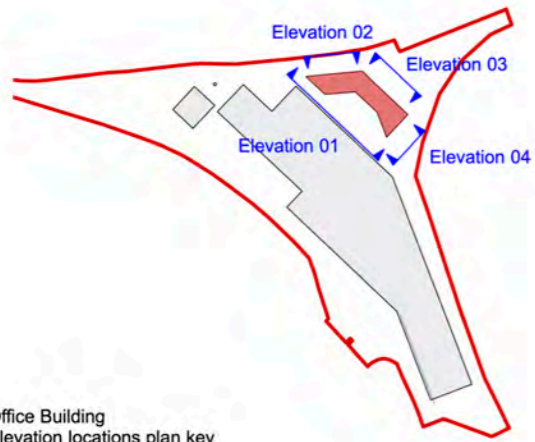 Elevation 02
Elevation 03
Elevation 01
Elevation 04
ffice Building
levation locations plan key